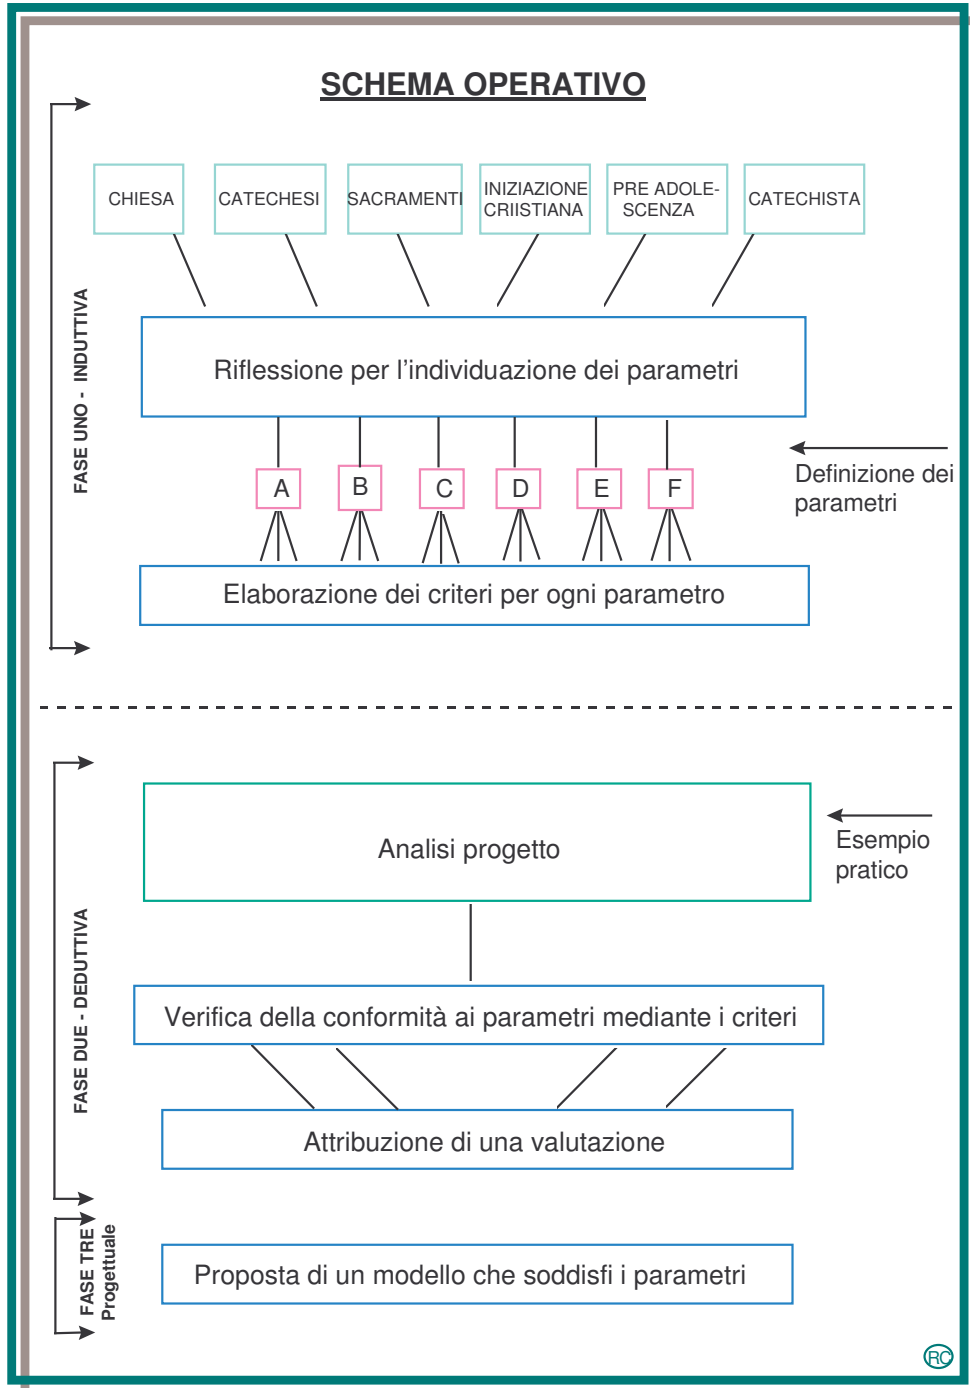 SCHEMA OPERATIVO
CHIESA
CATECHESI
SACRAMENTI
INIZIAZIONE
CRIISTIANA
PRE ADOLE-
SCENZA
CATECHISTA
FASE UNO - INDUTTIVA
Riflessione per l'individuazione dei parametri
A
B
C
D
E
F
Definizione dei
parametri
Elaborazione dei criteri per ogni parametro
FASE DUE - DEDUTTIVA
Analisi progetto
Esempio
pratico
Verifica della conformità ai parametri mediante i criteri
Attribuzione di una valutazione
FASE TRE
Progettuale
Proposta di un modello che soddisfi i parametri
RC